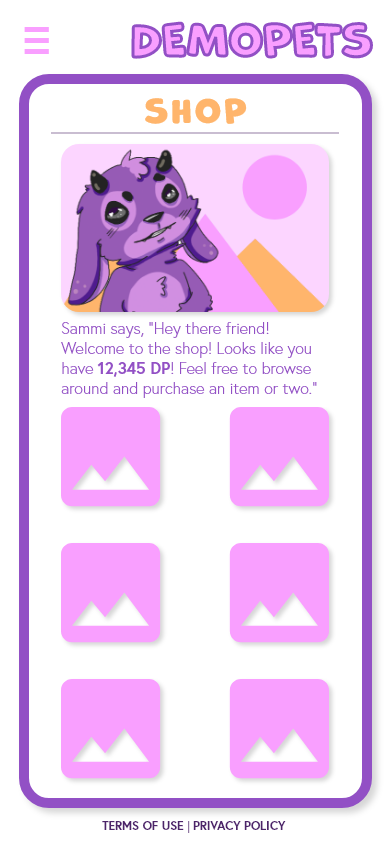 DEMOPETS
SHOP
Sammi says, "Hey there friend!
Welcome to the shop! Looks like you
have 12,345 DP! Feel free to browse
around and purchase an item or two."
TERMS OF USE | PRIVACY POLICY